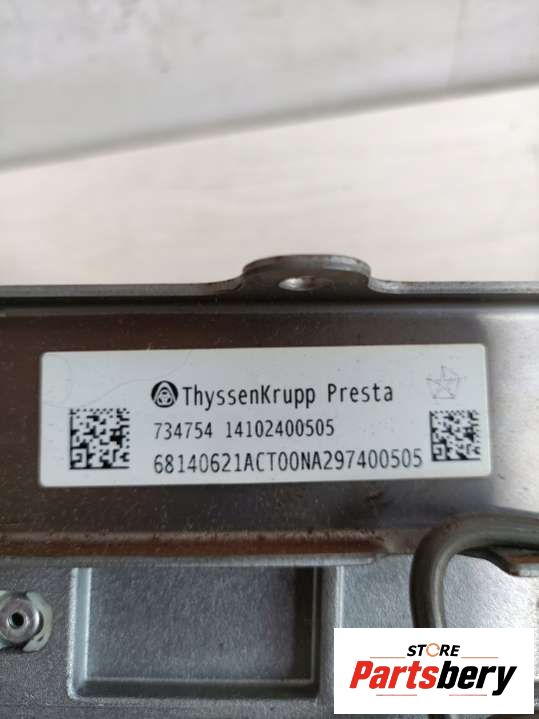 ThyssenKrupp Presta
734754 14102400505
68140621ACT00NA297400505
STORE
Partsbery